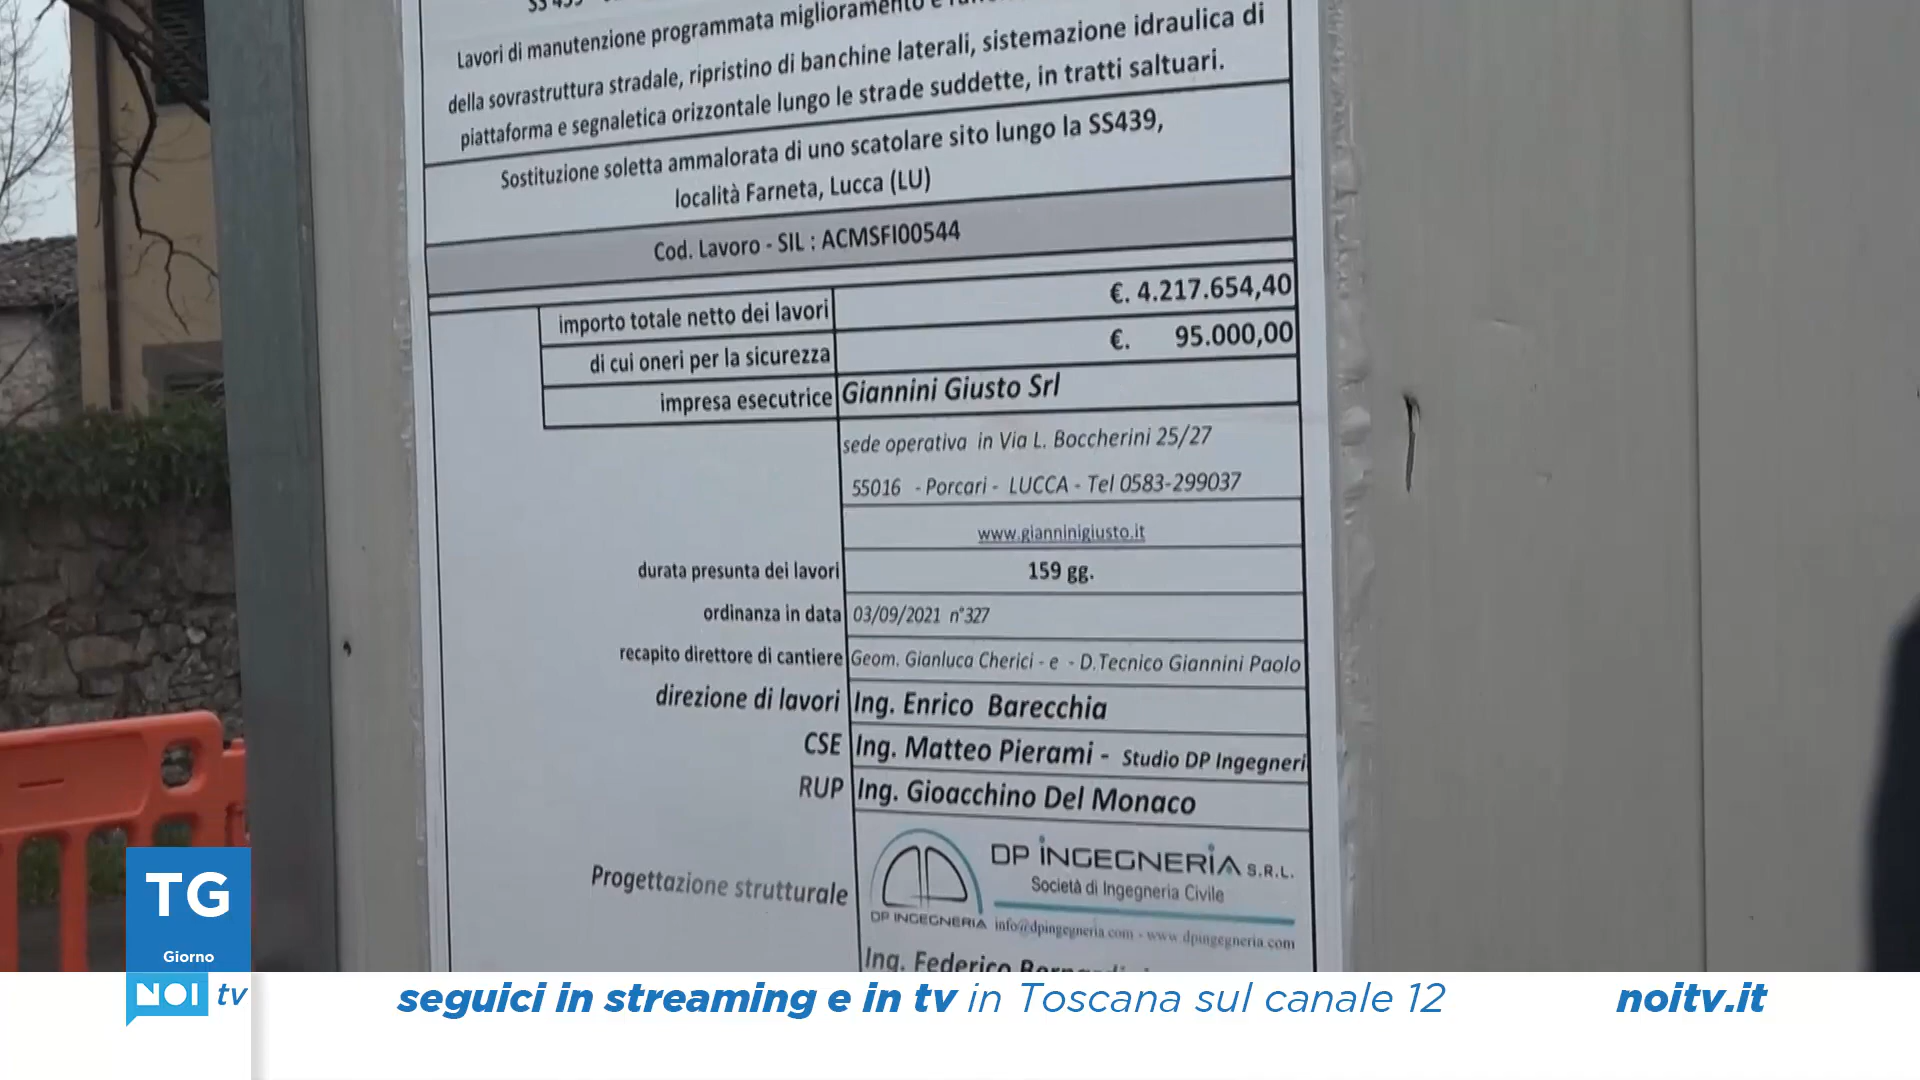 SS 439
Lavori di manutenzione programmata miglioramento e
della sovrastruttura stradale, ripristino di banchine laterali, sistemazione idraulica di
piattaforma e segnaletica orizzontale lungo le strade suddette, in tratti saltuari.
Sostituzione soletta ammalorata di uno scatolare sito lungo la SS439,
località Farneta, Lucca (LU)
Cod. Lavoro - SIL : ACMSFI00544
importo totale netto dei lavori €. 4.217.654,40
di cui oneri per la sicurezza €. 95.000,00
impresa esecutrice Giannini Giusto Srl
sede operativa in Via L. Boccherini 25/27
55016 - Porcari - LUCCA - Tel 0583-299037
www.gianninigiusto.it
durata presunta dei lavori 159 gg.
ordinanza in data 03/09/2021 n°327
recapito direttore di cantiere Geom. Gianluca Cherici - e - D.Tecnico Giannini Paolo
direzione di lavori Ing. Enrico Barecchia
CSE Ing. Matteo Pierami - Studio DP Ingegneri
RUP Ing. Gioacchino Del Monaco
Progettazione strutturale
DP INGEGNERIA S.R.L.
Società di Ingegneria Civile
DP INGEGNERIA info@dpingegneria.com - www.dpingegneria.com
Ing. Federico
TG
Giorno
NOI tv
seguici in streaming e in tv in Toscana sul canale 12
noitv.it